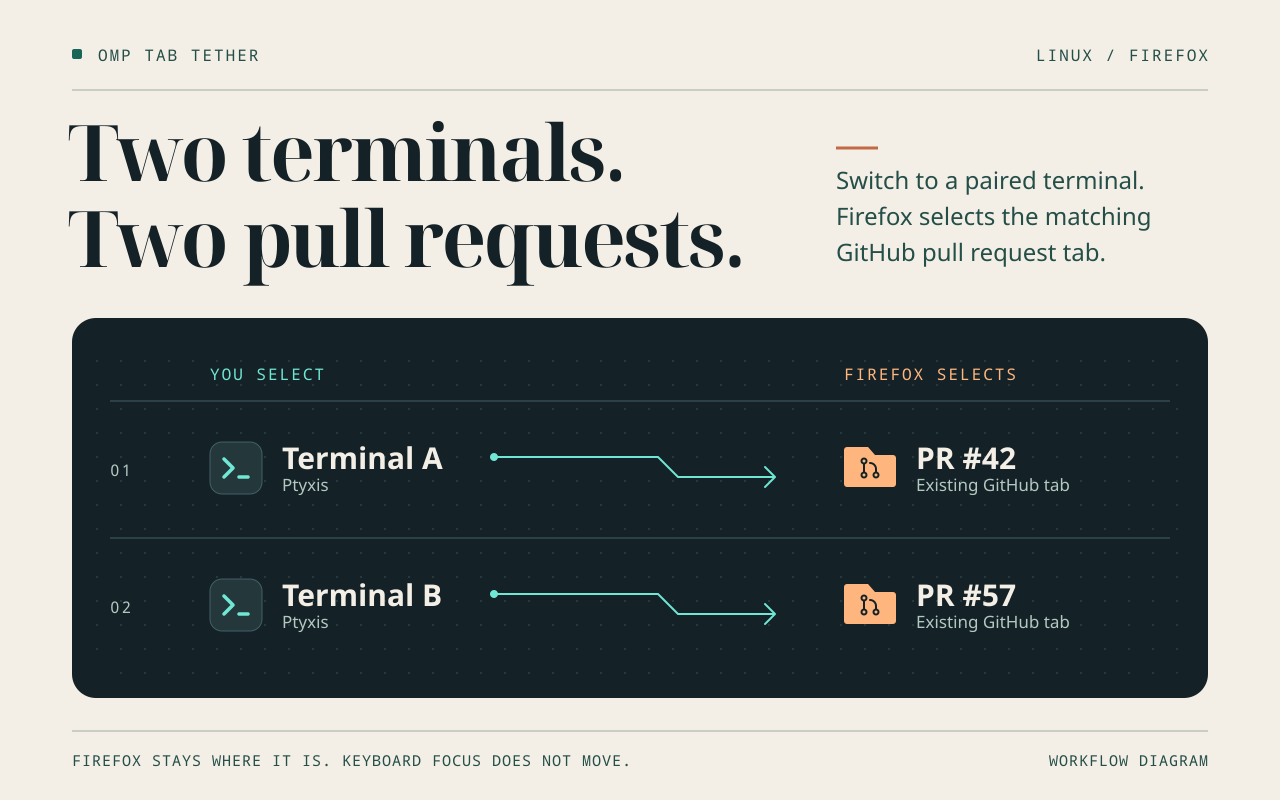 OMP TAB TETHER
LINUX / FIREFOX
Two terminals.
Two pull requests.
Switch to a paired terminal.
Firefox selects the matching
GitHub pull request tab.
YOU SELECT
FIREFOX SELECTS
01
Terminal A
Ptyxis
PR #42
Existing GitHub tab
02
Terminal B
Ptyxis
PR #57
Existing GitHub tab
FIREFOX STAYS WHERE IT IS. KEYBOARD FOCUS DOES NOT MOVE.
WORKFLOW DIAGRAM